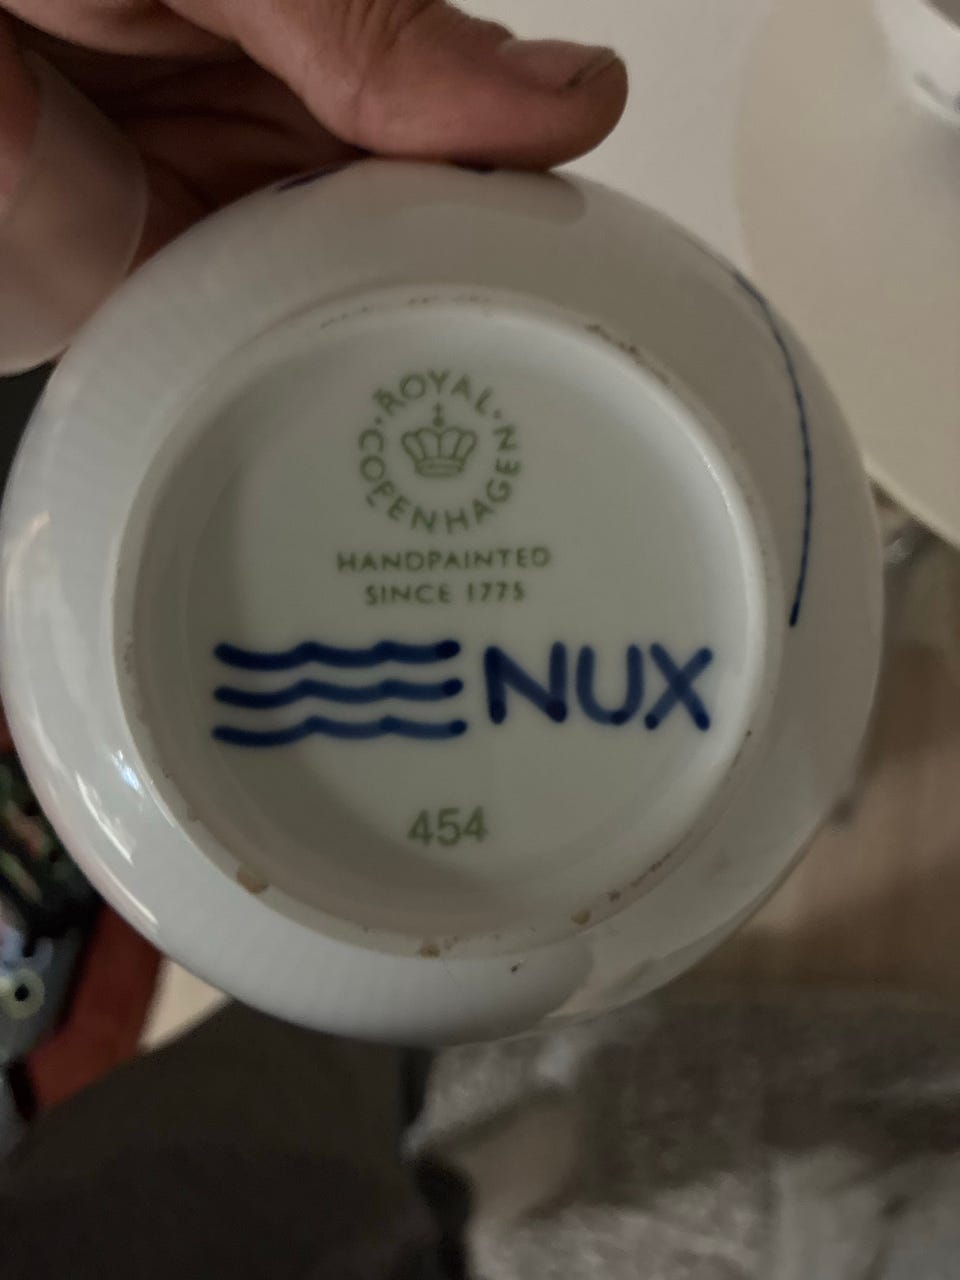 ROYAL · COPENHAGEN ·
HANDPAINTED
SINCE 1775
NUX
454